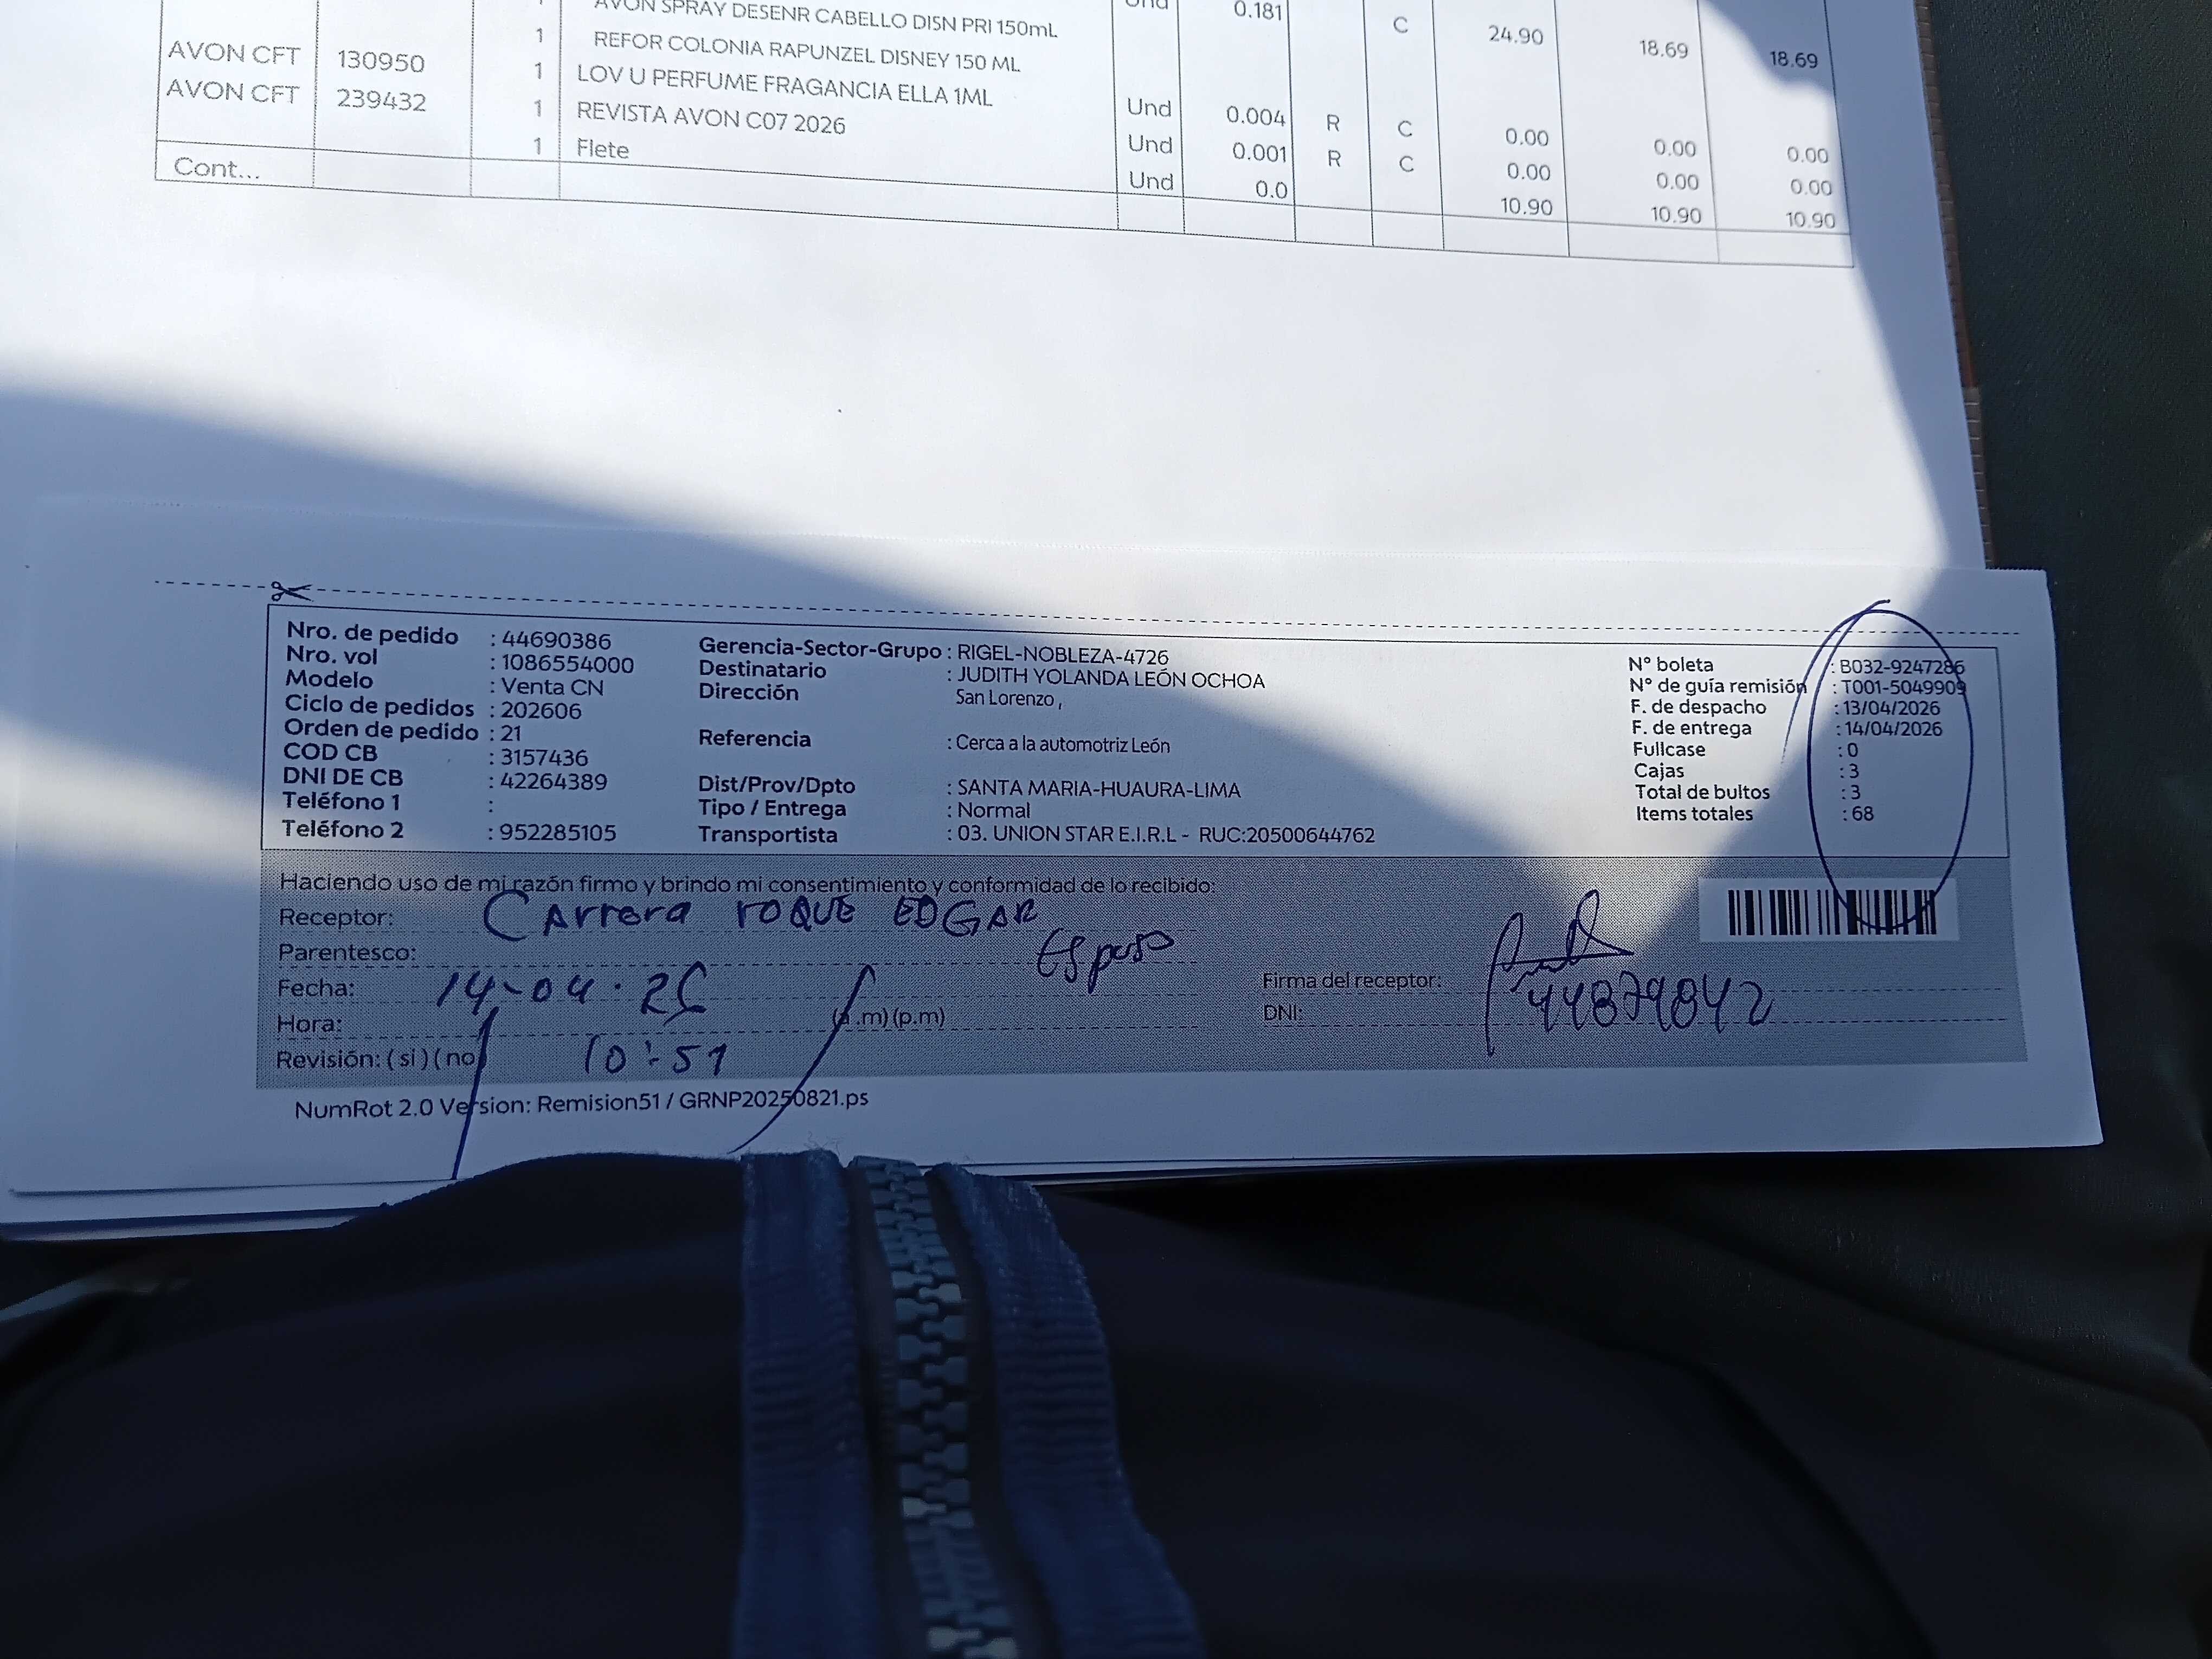 AVON SPRAY DESENR CABELLO DISN PRI 150mL Und 0.181 C 24.90 18.69 18.69
1 REFOR COLONIA RAPUNZEL DISNEY 150 ML
AVON CFT 130950 1 LOV U PERFUME FRAGANCIA ELLA 1ML Und 0.004 R C 0.00 0.00 0.00
AVON CFT 239432 1 REVISTA AVON C07 2026 Und 0.001 R C 0.00 0.00 0.00
1 Flete Und 0.0 10.90 10.90 10.90
Cont...
Nro. de pedido : 44690386
Nro. vol : 1086554000
Modelo : Venta CN
Ciclo de pedidos : 202606
Orden de pedido : 21
COD CB : 3157436
DNI DE CB : 42264389
Teléfono 1 :
Teléfono 2 : 952285105
Gerencia-Sector-Grupo : RIGEL-NOBLEZA-4726
Destinatario : JUDITH YOLANDA LEÓN OCHOA
Dirección San Lorenzo ,
Referencia : Cerca a la automotriz León
Dist/Prov/Dpto : SANTA MARIA-HUAURA-LIMA
Tipo / Entrega : Normal
Transportista : 03. UNION STAR E.I.R.L - RUC:20500644762
N° boleta : B032-9247286
N° de guía remisión : T001-5049909
F. de despacho : 13/04/2026
F. de entrega : 14/04/2026
Fullcase : 0
Cajas : 3
Total de bultos : 3
Items totales : 68
Haciendo uso de mi razón firmo y brindo mi consentimiento y conformidad de lo recibido:
Receptor: CArrera roQUE EDGAR
Parentesco: Esposo
Fecha: 14-04.26
Hora: (a.m)(p.m)
Revisión: (si)(no) 10:51
Firma del receptor:
DNI: 44879842
NumRot 2.0 Version: Remision51 / GRNP20250821.ps